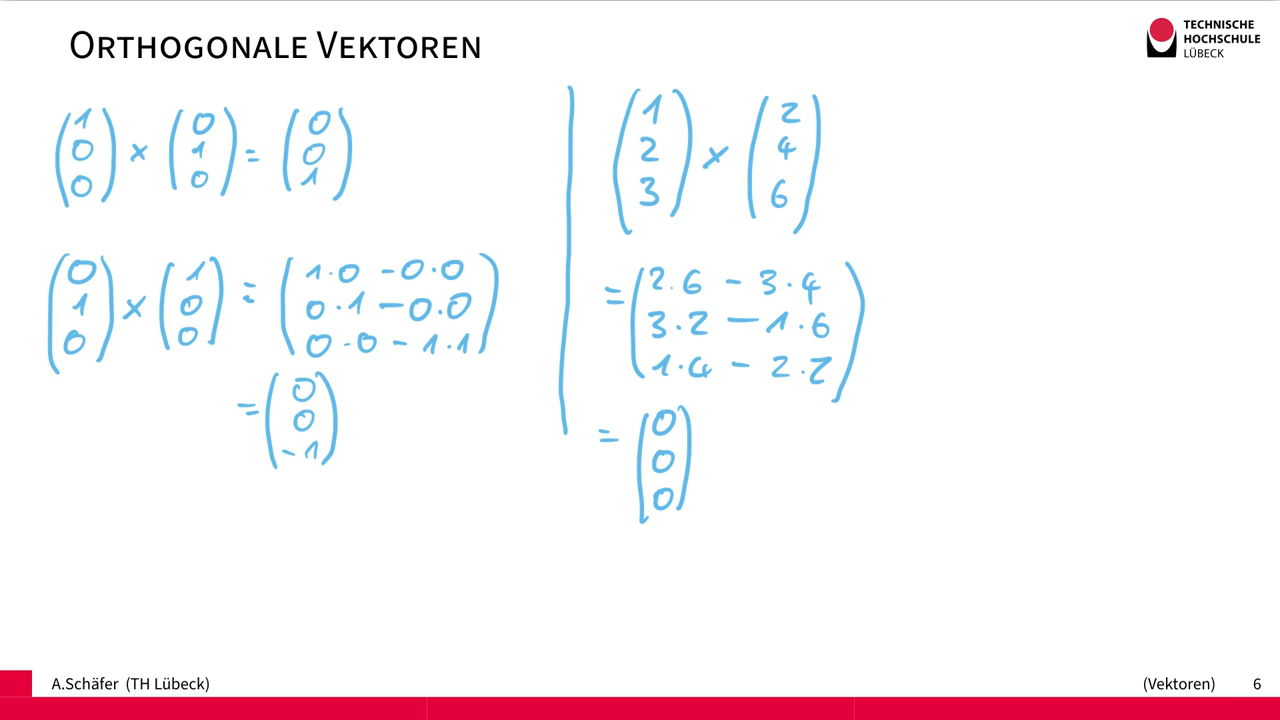 ORTHOGONALE VEKTOREN
TECHNISCHE
HOCHSCHULE
LÜBECK
(1 0 0) × (0 1 0) = (0 0 1)
(0 1 0) × (1 0 0) = (1·0 - 0·0
0·1 - 0·0
0·0 - 1·1)
= (0 0 -1)
(1 2 3) × (2 4 6)
= (2·6 - 3·4
3·2 - 1·6
1·4 - 2·2)
= (0 0 0)
A.Schäfer (TH Lübeck)
(Vektoren) 6